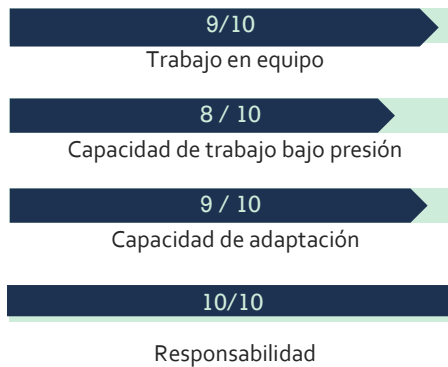 9/10
Trabajo en equipo
8 / 10
Capacidad de trabajo bajo presión
9 / 10
Capacidad de adaptación
10/10
Responsabilidad